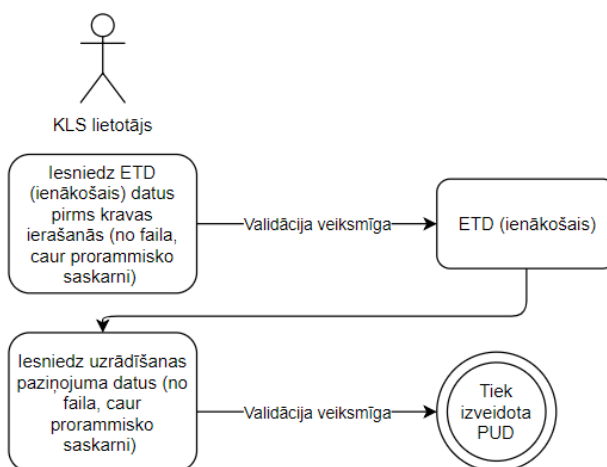 KLS lietotājs
Iesniedz ETD
(ienākošais) datus
pirms kravas
ierašanās (no faila,
caur prorammisko
saskarni)
Validācija veiksmīga
ETD (ienākošais)
Iesniedz uzrādīšanas
paziņojuma datus (no
faila, caur
prorammisko
saskarni)
Validācija veiksmīga
Tiek
izveidota
PUD